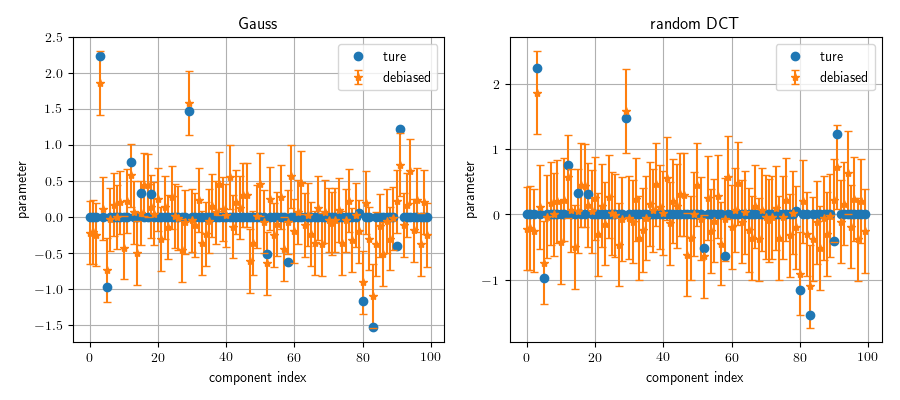 Gauss
ture
debiased
2.5
2.0
1.5
1.0
0.5
0.0
−0.5
−1.0
−1.5
parameter
0
20
40
60
80
100
component index
random DCT
ture
debiased
2
1
0
−1
parameter
0
20
40
60
80
100
component index